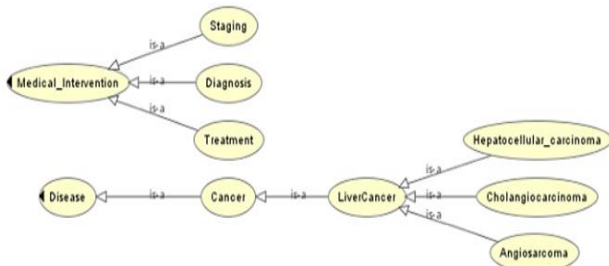 Staging
is-a
Medical_Intervention
is-a
Diagnosis
is-a
Treatment
Hepatocellular_carcinoma
is-a
Disease
is-a
Cancer
is-a
LiverCancer
is-a
Cholangiocarcinoma
is-a
Angiosarcoma